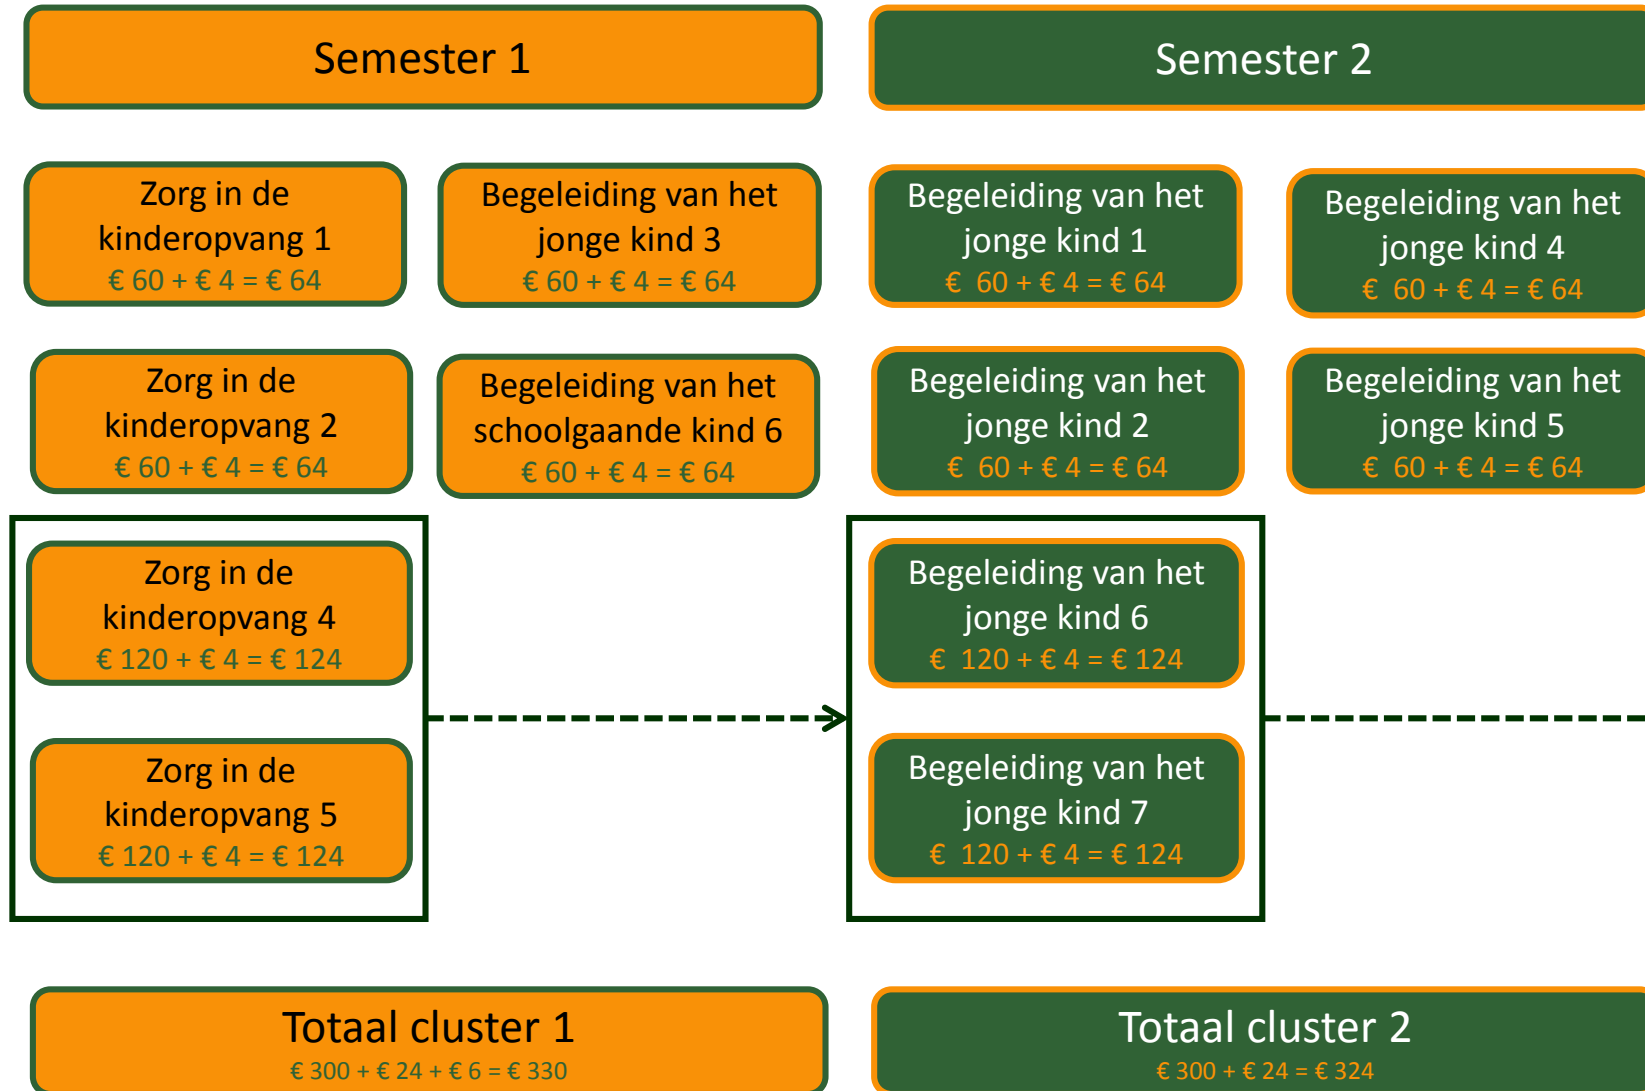 Semester 1
Semester 2
Zorg in de
kinderopvang 1
€ 60 + € 4 = € 64
Begeleiding van het
jonge kind 3
€ 60 + € 4 = € 64
Begeleiding van het
jonge kind 1
€ 60 + € 4 = € 64
Begeleiding van het
jonge kind 4
€ 60 + € 4 = € 64
Zorg in de
kinderopvang 2
€ 60 + € 4 = € 64
Begeleiding van het
schoolgaande kind 6
€ 60 + € 4 = € 64
Begeleiding van het
jonge kind 2
€ 60 + € 4 = € 64
Begeleiding van het
jonge kind 5
€ 60 + € 4 = € 64
Zorg in de
kinderopvang 4
€ 120 + € 4 = € 124
Begeleiding van het
jonge kind 6
€ 120 + € 4 = € 124
Zorg in de
kinderopvang 5
€ 120 + € 4 = € 124
Begeleiding van het
jonge kind 7
€ 120 + € 4 = € 124
Totaal cluster 1
€ 300 + € 24 + € 6 = € 330
Totaal cluster 2
€ 300 + € 24 = € 324